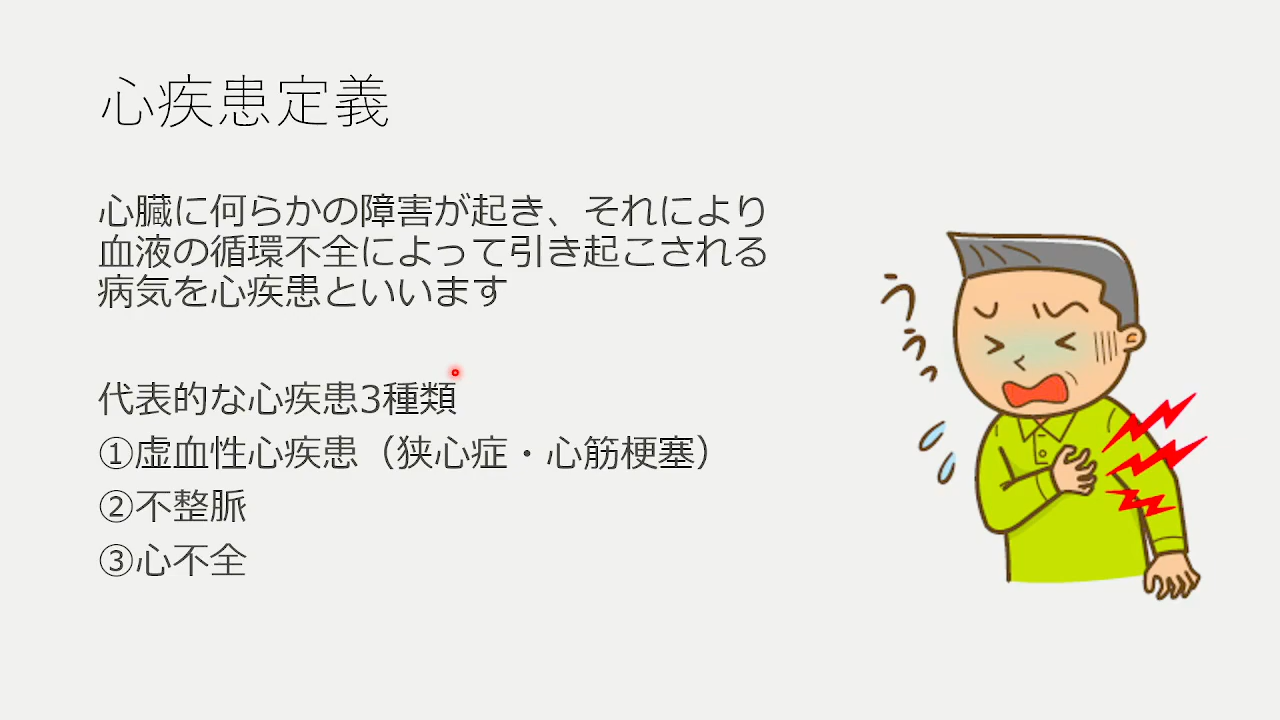 心疾患定義
心臓に何らかの障害が起き、それにより
血液の循環不全によって引き起こされる
病気を心疾患といいます
代表的な心疾患3種類
①虚血性心疾患（狭心症・心筋梗塞）
②不整脈
③心不全
うっ